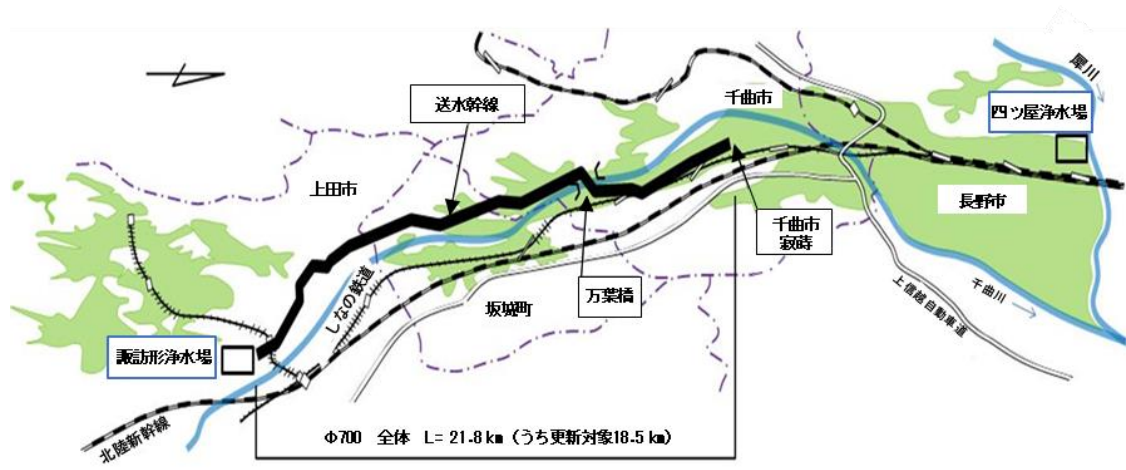 犀川
千曲市
四ツ屋浄水場
送水幹線
上田市
長野市
千曲市
寂蒔
しなの鉄道
万葉橋
坂城町
千曲川
上信越自動車道
諏訪形浄水場
北陸新幹線
Φ700 全体 L= 21.8 km (うち更新対象18.5 km)